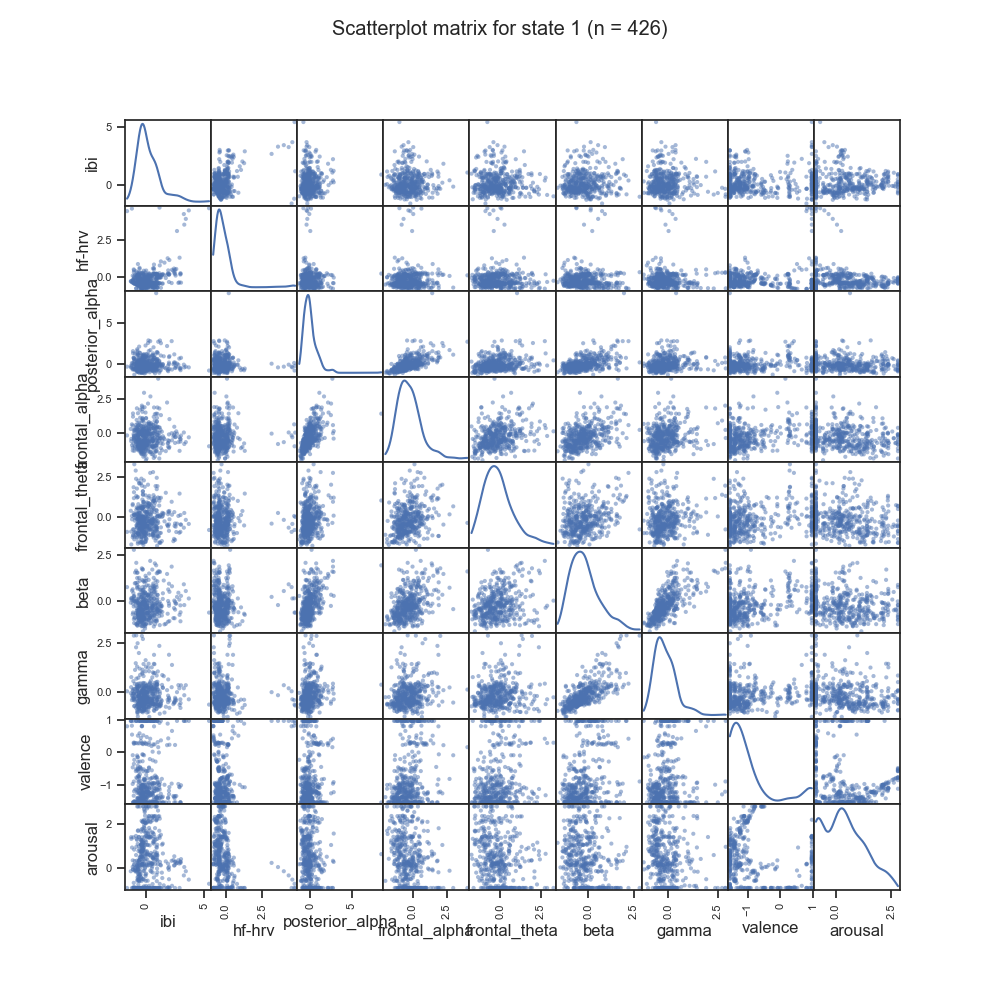 Scatterplot matrix for state 1 (n = 426)
5
0
ibi
2.5
0.0
hf-hrv
5
0
posterior_alpha
2.5
0.0
frontal_alpha
2.5
0.0
frontal_theta
2.5
0.0
beta
2.5
0.0
gamma
1
0
−1
valence
2
0
arousal
0 5 0.0 2.5 0 5 0.0 2.5 0.0 2.5 0.0 2.5 0.0 2.5 −1 0 1 0.0 2.5
ibi hf-hrv posterior_alpha frontal_alpha frontal_theta beta gamma valence arousal